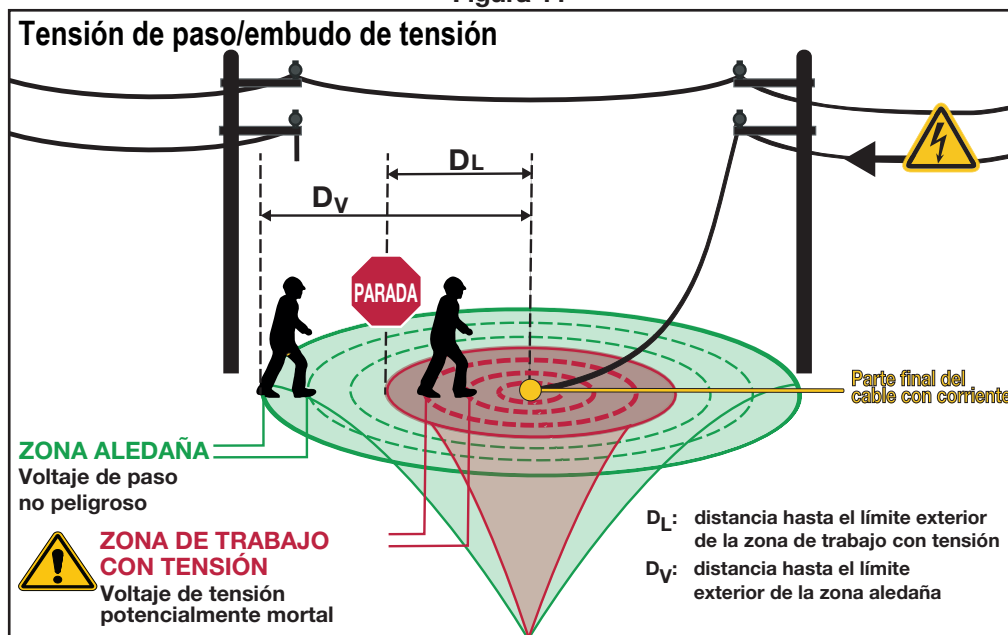 Tensión de paso/embudo de tensión
DL
DV
PARADA
Parte final del
cable con corriente
ZONA ALEDAÑA
Voltaje de paso
no peligroso
ZONA DE TRABAJO
CON TENSIÓN
Voltaje de tensión
potencialmente mortal
DL: distancia hasta el límite exterior
de la zona de trabajo con tensión
DV: distancia hasta el límite
exterior de la zona aledaña